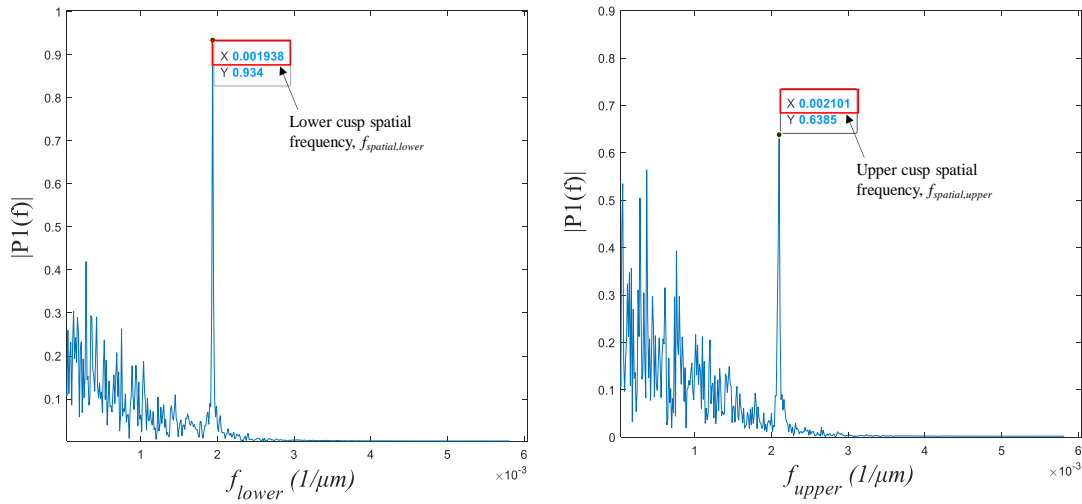 1
0.9
0.8
0.7
0.6
0.5
0.4
0.3
0.2
0.1
|P1(f)|
X 0.001938
Y 0.934
Lower cusp spatial
frequency, fspatial,lower
1 2 3 4 5 6
×10-3
flower (1/μm)
0.9
0.8
0.7
0.6
0.5
0.4
0.3
0.2
0.1
0
|P1(f)|
X 0.002101
Y 0.6385
Upper cusp spatial
frequency, fspatial,upper
1 2 3 4 5 6
×10-3
fupper (1/μm)